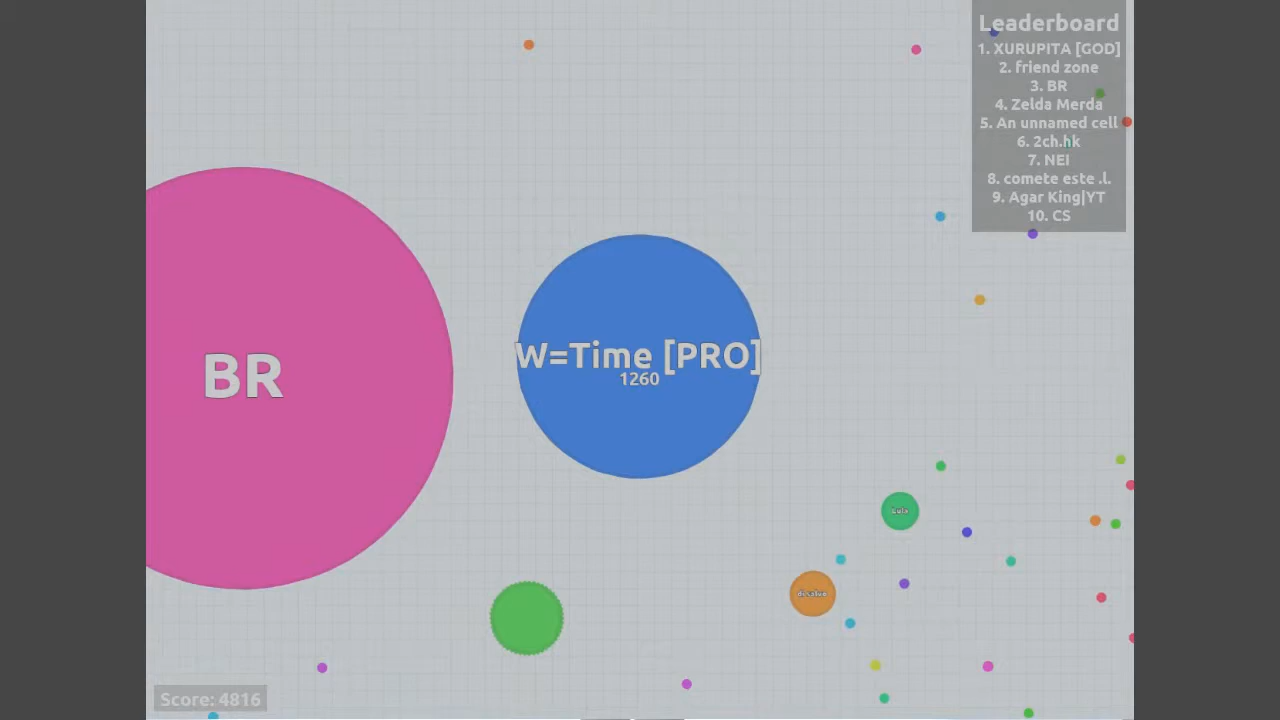 Leaderboard
1. XURUPITA [GOD]
2. friend zone
3. BR
4. Zelda Merda
5. An unnamed cell
6. 2ch.hk
7. NEI
8. comete este .l.
9. Agar King|YT
10. CS
BR
W=Time [PRO]
1260
Score: 4816